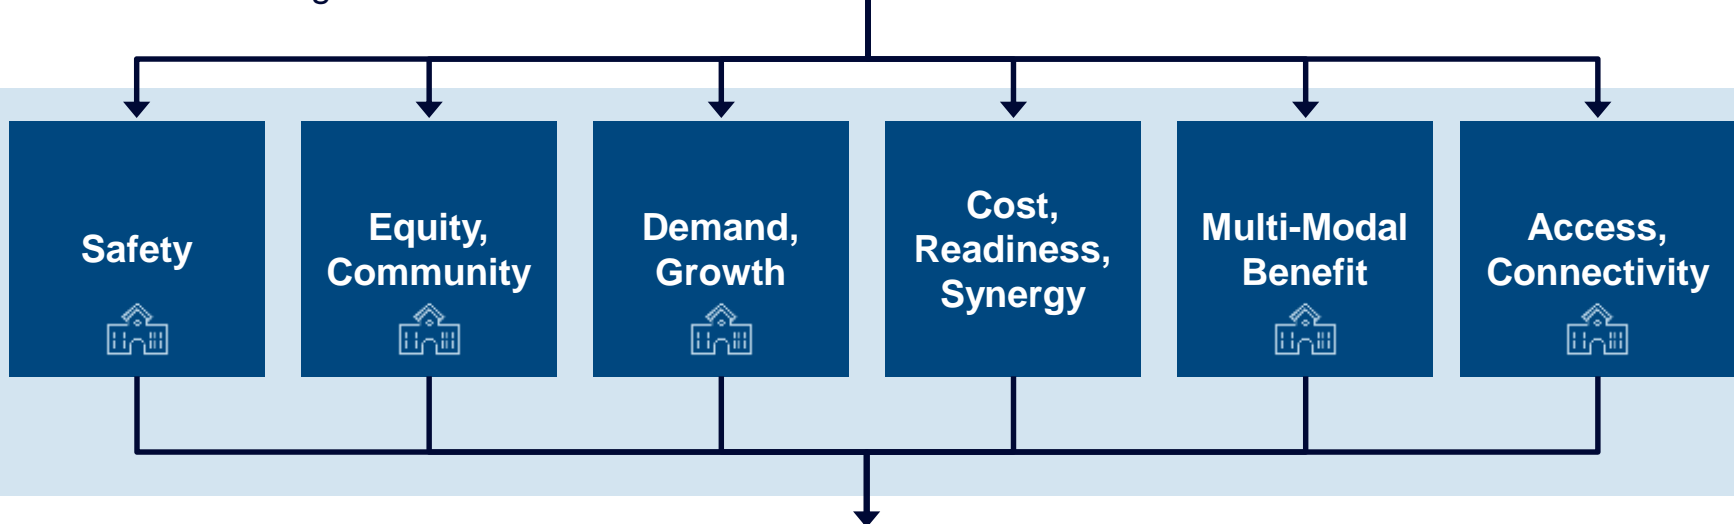 Safety
Equity,
Community
Demand,
Growth
Cost,
Readiness,
Synergy
Multi-Modal
Benefit
Access,
Connectivity